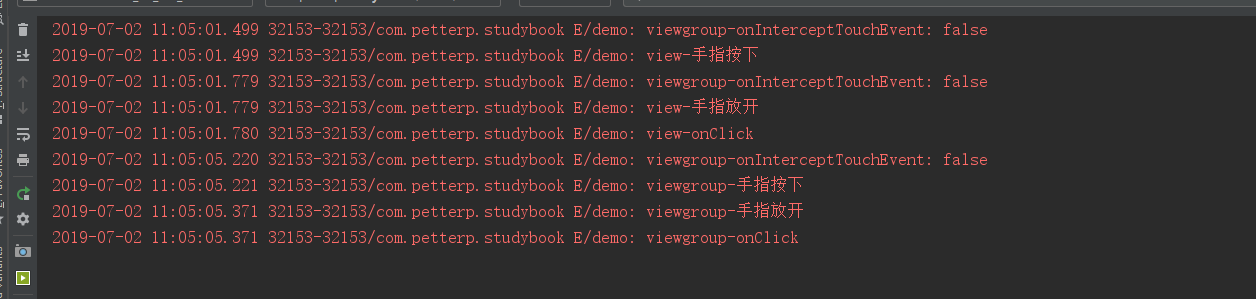 2019-07-02 11:05:01.499 32153-32153/com.petterp.studybook E/demo: viewgroup-onInterceptTouchEvent: false
2019-07-02 11:05:01.499 32153-32153/com.petterp.studybook E/demo: view-手指按下
2019-07-02 11:05:01.779 32153-32153/com.petterp.studybook E/demo: viewgroup-onInterceptTouchEvent: false
2019-07-02 11:05:01.779 32153-32153/com.petterp.studybook E/demo: view-手指放开
2019-07-02 11:05:01.780 32153-32153/com.petterp.studybook E/demo: view-onClick
2019-07-02 11:05:05.220 32153-32153/com.petterp.studybook E/demo: viewgroup-onInterceptTouchEvent: false
2019-07-02 11:05:05.221 32153-32153/com.petterp.studybook E/demo: viewgroup-手指按下
2019-07-02 11:05:05.371 32153-32153/com.petterp.studybook E/demo: viewgroup-手指放开
2019-07-02 11:05:05.371 32153-32153/com.petterp.studybook E/demo: viewgroup-onClick